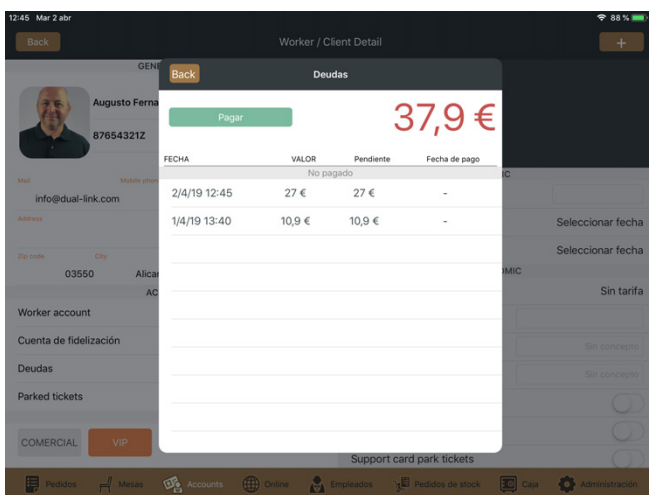 12:45 Mar 2 abr 88 %
Back Worker / Client Detail +
GENE
Back Deudas
Augusto Ferna
Pagar 37,9 €
87654321Z
FECHA VALOR Pendiente Fecha de pago
No pagado IC
Mail Mobile phon
2/4/19 12:45 27 € 27 € -
info@dual-link.com
Address
1/4/19 13:40 10,9 € 10,9 € - Seleccionar fecha
Zip code City Seleccionar fecha
03550 Alica OMIC
AC Sin tarifa
Worker account
Cuenta de fidelización Sin concepto
Deudas Sin concepto
Parked tickets
COMERCIAL VIP
Support card park tickets
Pedidos Mesas Accounts Online Empleados Pedidos de stock Caja Administración